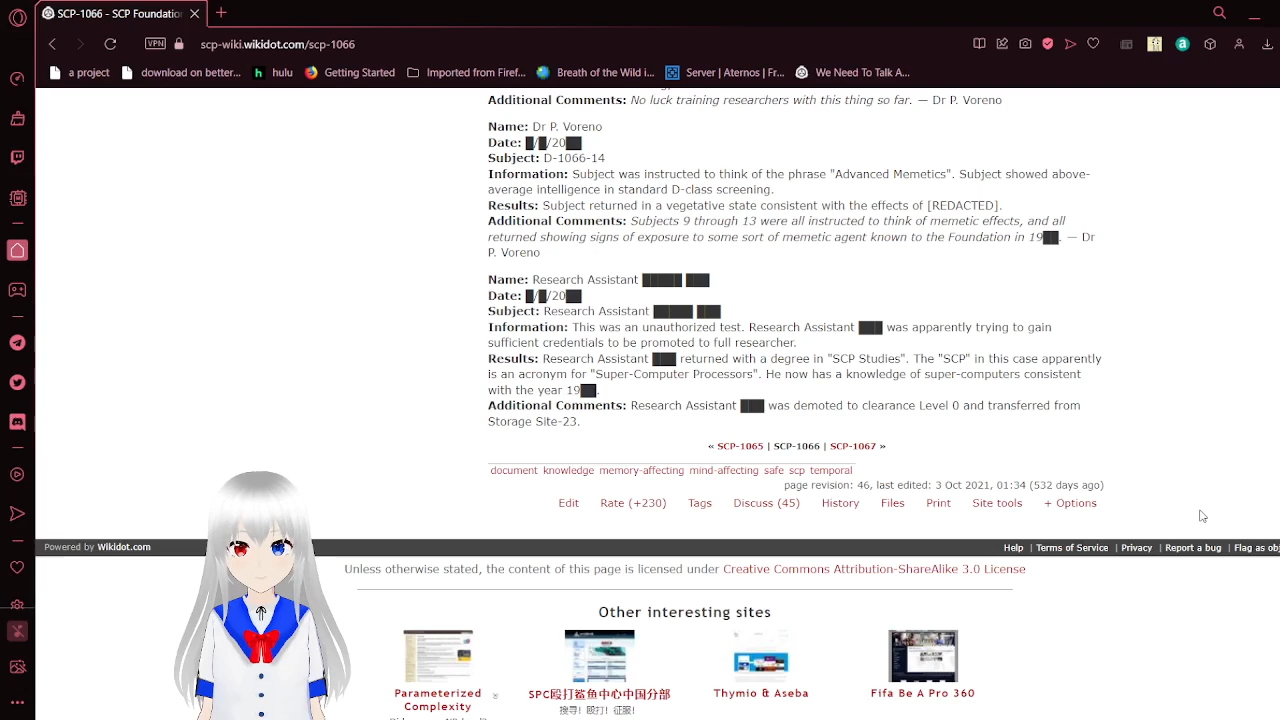 SCP-1066 - SCP Foundation
VPN
scp-wiki.wikidot.com/scp-1066
a project
download on better...
hulu
Getting Started
Imported from Firef...
Breath of the Wild i...
Server | Aternos | Fr...
We Need To Talk A...
Additional Comments: No luck training researchers with this thing so far. — Dr P. Voreno
Name: Dr P. Voreno
Date: █/█/20██
Subject: D-1066-14
Information: Subject was instructed to think of the phrase "Advanced Memetics". Subject showed above-
average intelligence in standard D-class screening.
Results: Subject returned in a vegetative state consistent with the effects of [REDACTED].
Additional Comments: Subjects 9 through 13 were all instructed to think of memetic effects, and all
returned showing signs of exposure to some sort of memetic agent known to the Foundation in 19██. — Dr
P. Voreno
Name: Research Assistant █████ ███
Date: █/█/20██
Subject: Research Assistant █████ ███
Information: This was an unauthorized test. Research Assistant ███ was apparently trying to gain
sufficient credentials to be promoted to full researcher.
Results: Research Assistant ███ returned with a degree in "SCP Studies". The "SCP" in this case apparently
is an acronym for "Super-Computer Processors". He now has a knowledge of super-computers consistent
with the year 19██.
Additional Comments: Research Assistant ███ was demoted to clearance Level 0 and transferred from
Storage Site-23.
« SCP-1065 | SCP-1066 | SCP-1067 »
document knowledge memory-affecting mind-affecting safe scp temporal
page revision: 46, last edited: 3 Oct 2021, 01:34 (532 days ago)
Edit Rate (+230) Tags Discuss (45) History Files Print Site tools + Options
Powered by Wikidot.com
Help | Terms of Service | Privacy | Report a bug | Flag as obj
Unless otherwise stated, the content of this page is licensed under Creative Commons Attribution-ShareAlike 3.0 License
Other interesting sites
Parameterized
Complexity
SPC殴打鲨鱼中心中国分部
搜寻！殴打！征服！
Thymio & Aseba
Fifa Be A Pro 360